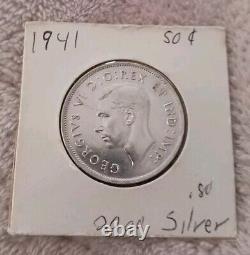 1941 50¢
GEORGIVS VI D:G:REX ET IND:IMP:
.80
Silver